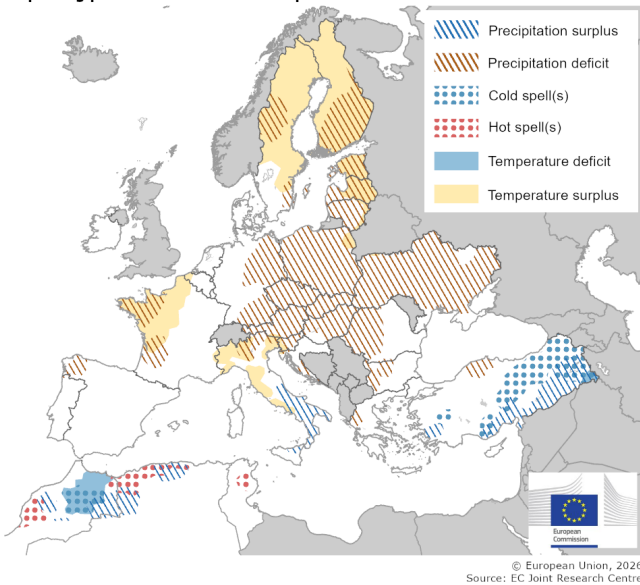 Precipitation surplus
Precipitation deficit
Cold spell(s)
Hot spell(s)
Temperature deficit
Temperature surplus
European
Commission
© European Union, 2026
Source: EC Joint Research Centre